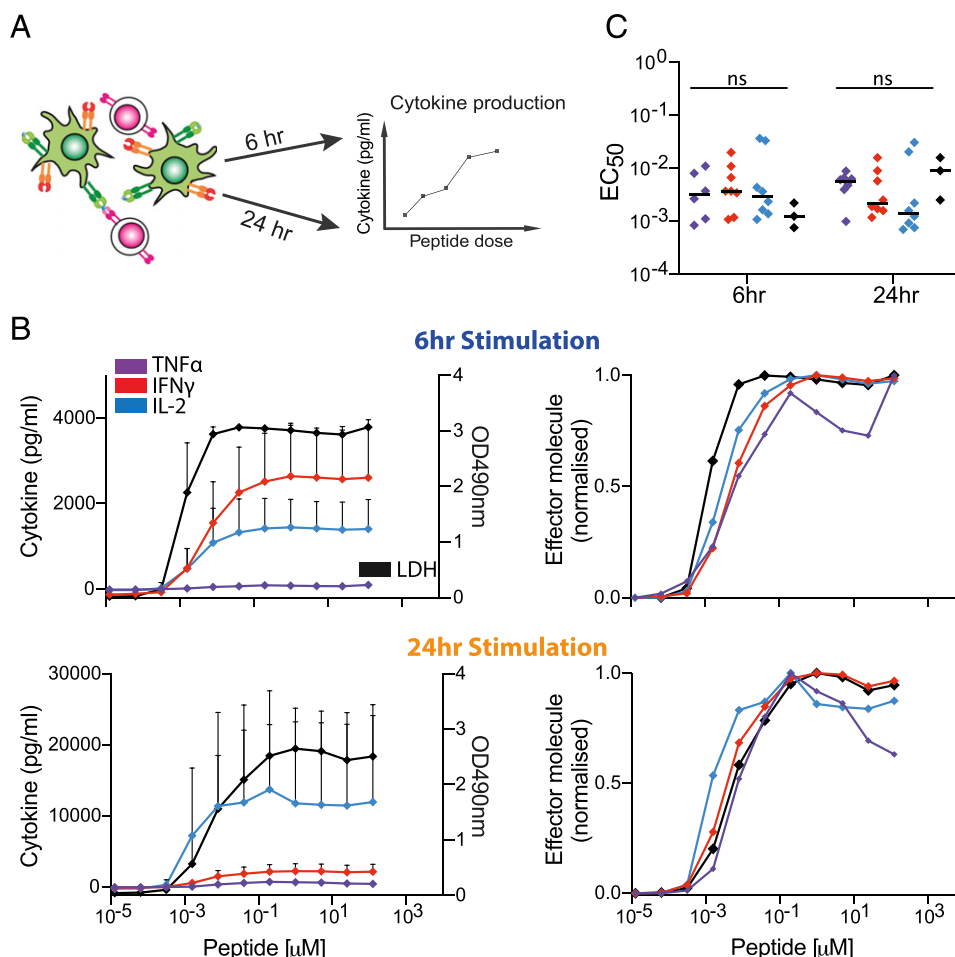 A
6 hr
24 hr
Cytokine production
Cytokine (pg/ml)
Peptide dose
C
ns
ns
EC50
10^0
10^-1
10^-2
10^-3
10^-4
6hr
24hr
B
6hr Stimulation
TNFα
IFNγ
IL-2
LDH
Cytokine (pg/ml)
4000
2000
0
OD490nm
4
3
2
1
0
Effector molecule
(normalised)
1.0
0.5
0.0
24hr Stimulation
Cytokine (pg/ml)
30000
20000
10000
0
OD490nm
4
3
2
1
0
10^-5
10^-3
10^-1
10^1
10^3
Peptide [μM]
Effector molecule
(normalised)
1.0
0.5
0.0
10^-5
10^-3
10^-1
10^1
10^3
Peptide [μM]